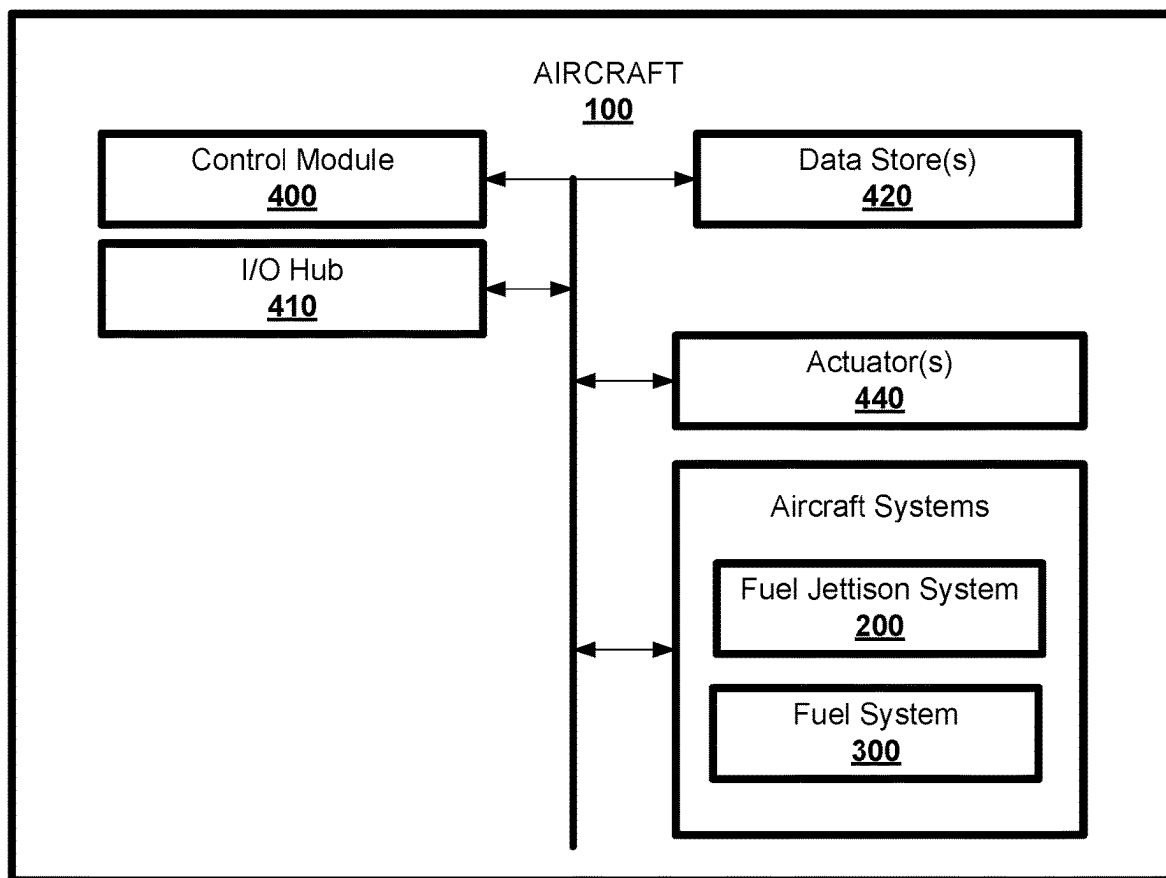 AIRCRAFT
100
Control Module
400
Data Store(s)
420
I/O Hub
410
Actuator(s)
440
Aircraft Systems
Fuel Jettison System
200
Fuel System
300